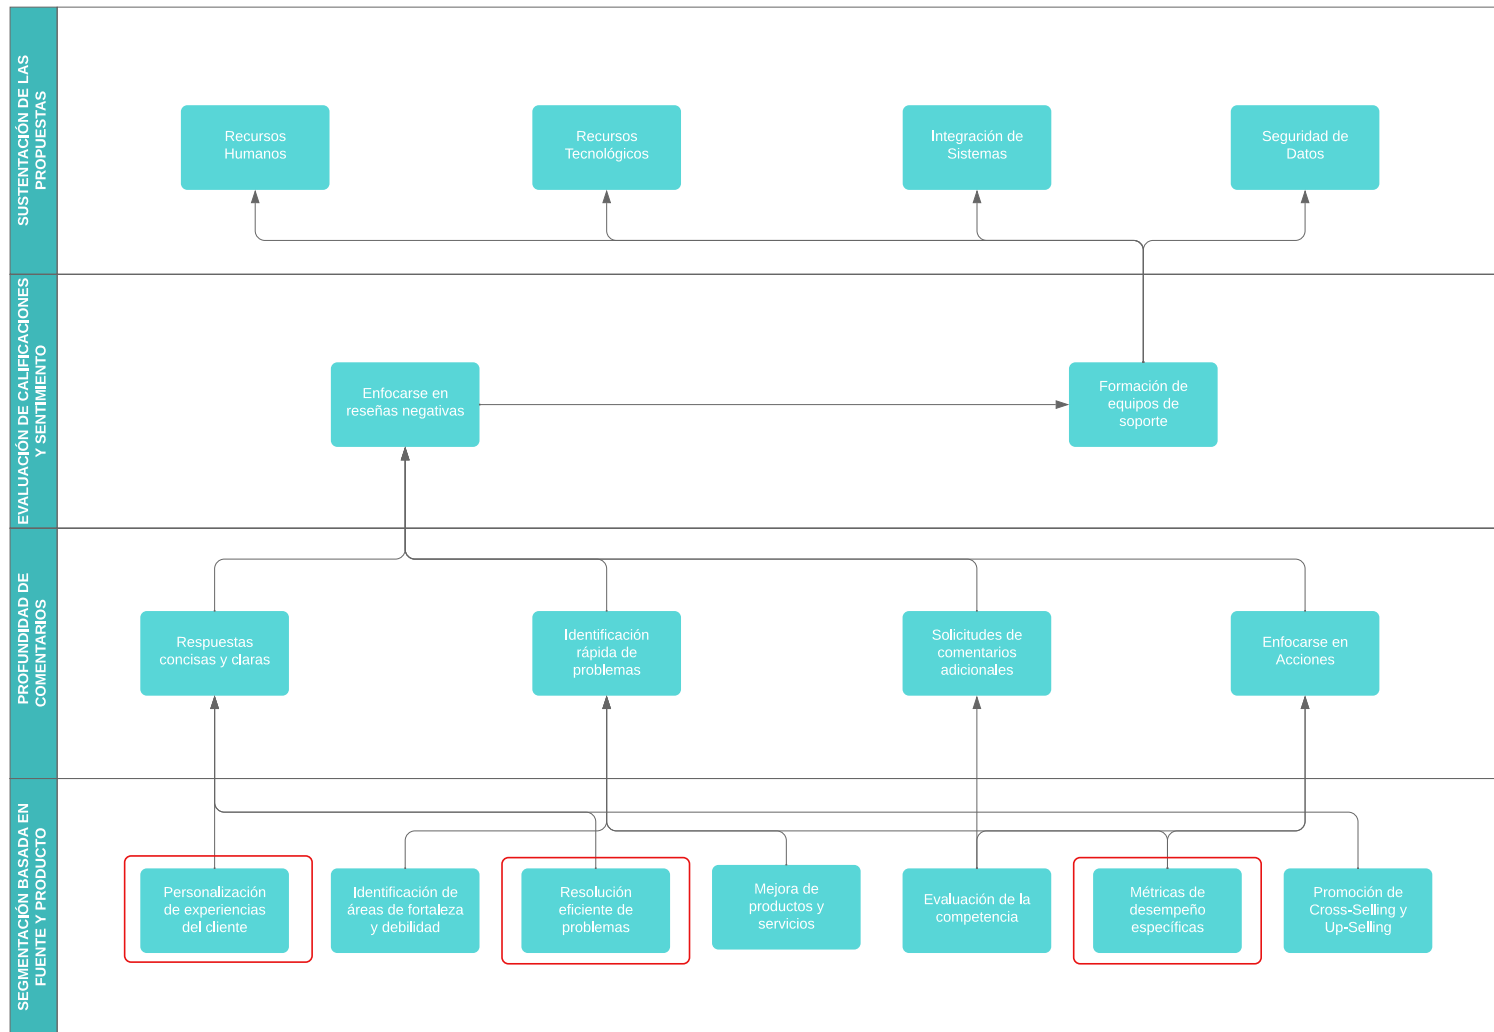 SUSTENTACIÓN DE LAS
PROPUESTAS
Recursos
Humanos
Recursos
Tecnológicos
Integración de
Sistemas
Seguridad de
Datos
EVALUACIÓN DE CALIFICACIONES
Y SENTIMIENTO
Enfocarse en
reseñas negativas
Formación de
equipos de
soporte
PROFUNDIDAD DE
COMENTARIOS
Respuestas
concisas y claras
Identificación
rápida de
problemas
Solicitudes de
comentarios
adicionales
Enfocarse en
Acciones
SEGMENTACIÓN BASADA EN
FUENTE Y PRODUCTO
Personalización
de experiencias
del cliente
Identificación de
áreas de fortaleza
y debilidad
Resolución
eficiente de
problemas
Mejora de
productos y
servicios
Evaluación de la
competencia
Métricas de
desempeño
específicas
Promoción de
Cross-Selling y
Up-Selling